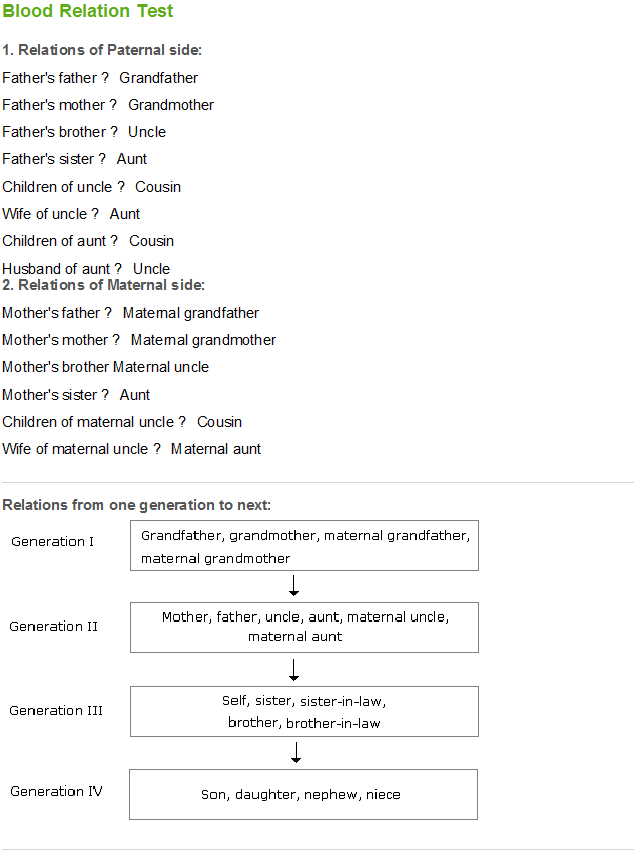 Blood Relation Test
1. Relations of Paternal side:
Father's father ? Grandfather
Father's mother ? Grandmother
Father's brother ? Uncle
Father's sister ? Aunt
Children of uncle ? Cousin
Wife of uncle ? Aunt
Children of aunt ? Cousin
Husband of aunt ? Uncle
2. Relations of Maternal side:
Mother's father ? Maternal grandfather
Mother's mother ? Maternal grandmother
Mother's brother Maternal uncle
Mother's sister ? Aunt
Children of maternal uncle ? Cousin
Wife of maternal uncle ? Maternal aunt
Relations from one generation to next:
Generation I
Grandfather, grandmother, maternal grandfather,
maternal grandmother
Generation II
Mother, father, uncle, aunt, maternal uncle,
maternal aunt
Generation III
Self, sister, sister-in-law,
brother, brother-in-law
Generation IV
Son, daughter, nephew, niece